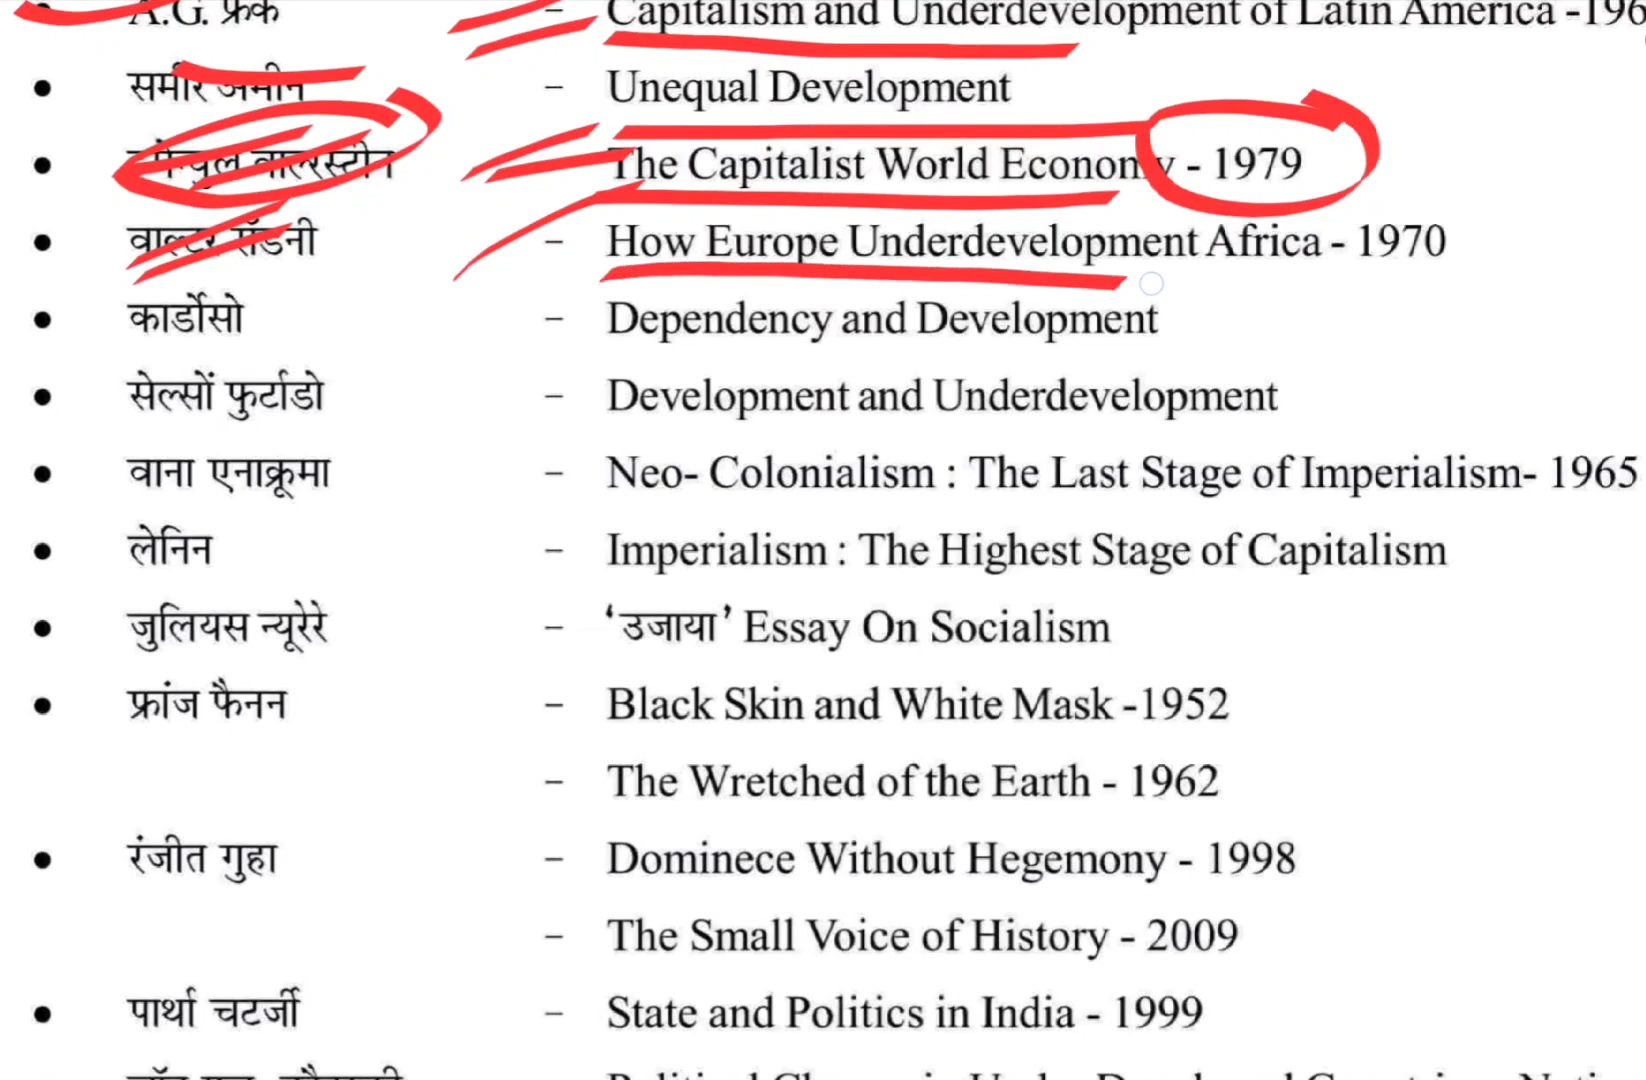 • A.G. फ्रैंक – Capitalism and Underdevelopment of Latin America -196
• समीर अमीन – Unequal Development
• वालरस्टीन The Capitalist World Economy - 1979
• वाल्टर रॉडनी – How Europe Underdevelopment Africa - 1970
• कार्डोसो – Dependency and Development
• सेल्सों फुर्टाडो – Development and Underdevelopment
• वाना एनाक्रूमा – Neo- Colonialism : The Last Stage of Imperialism- 1965
• लेनिन – Imperialism : The Highest Stage of Capitalism
• जुलियस न्यूरेरे – ‘उजाया’ Essay On Socialism
• फ्रांज फैनन – Black Skin and White Mask -1952
– The Wretched of the Earth - 1962
• रंजीत गुहा – Dominece Without Hegemony - 1998
– The Small Voice of History - 2009
• पार्था चटर्जी – State and Politics in India - 1999